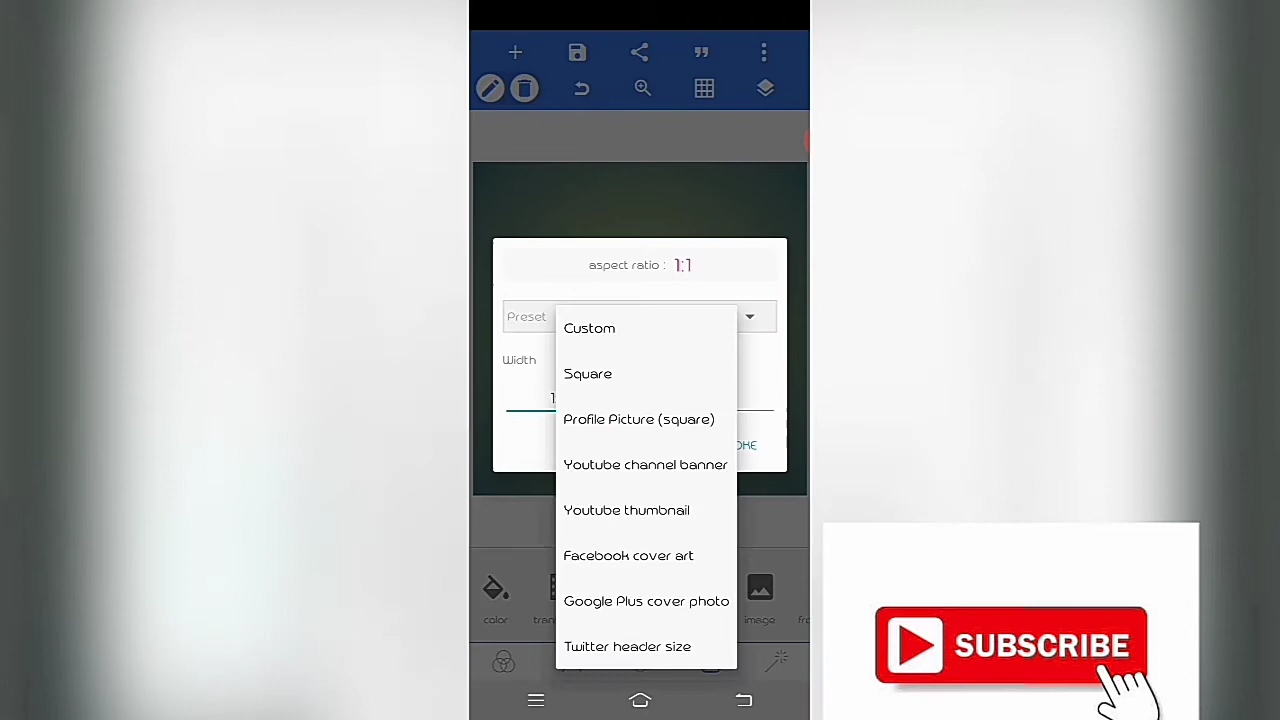 aspect ratio : 1:1
Preset
Custom
Width
Square
Profile Picture (square)
OKE
Youtube channel banner
Youtube thumbnail
Facebook cover art
Google Plus cover photo
color
image
Twitter header size
SUBSCRIBE